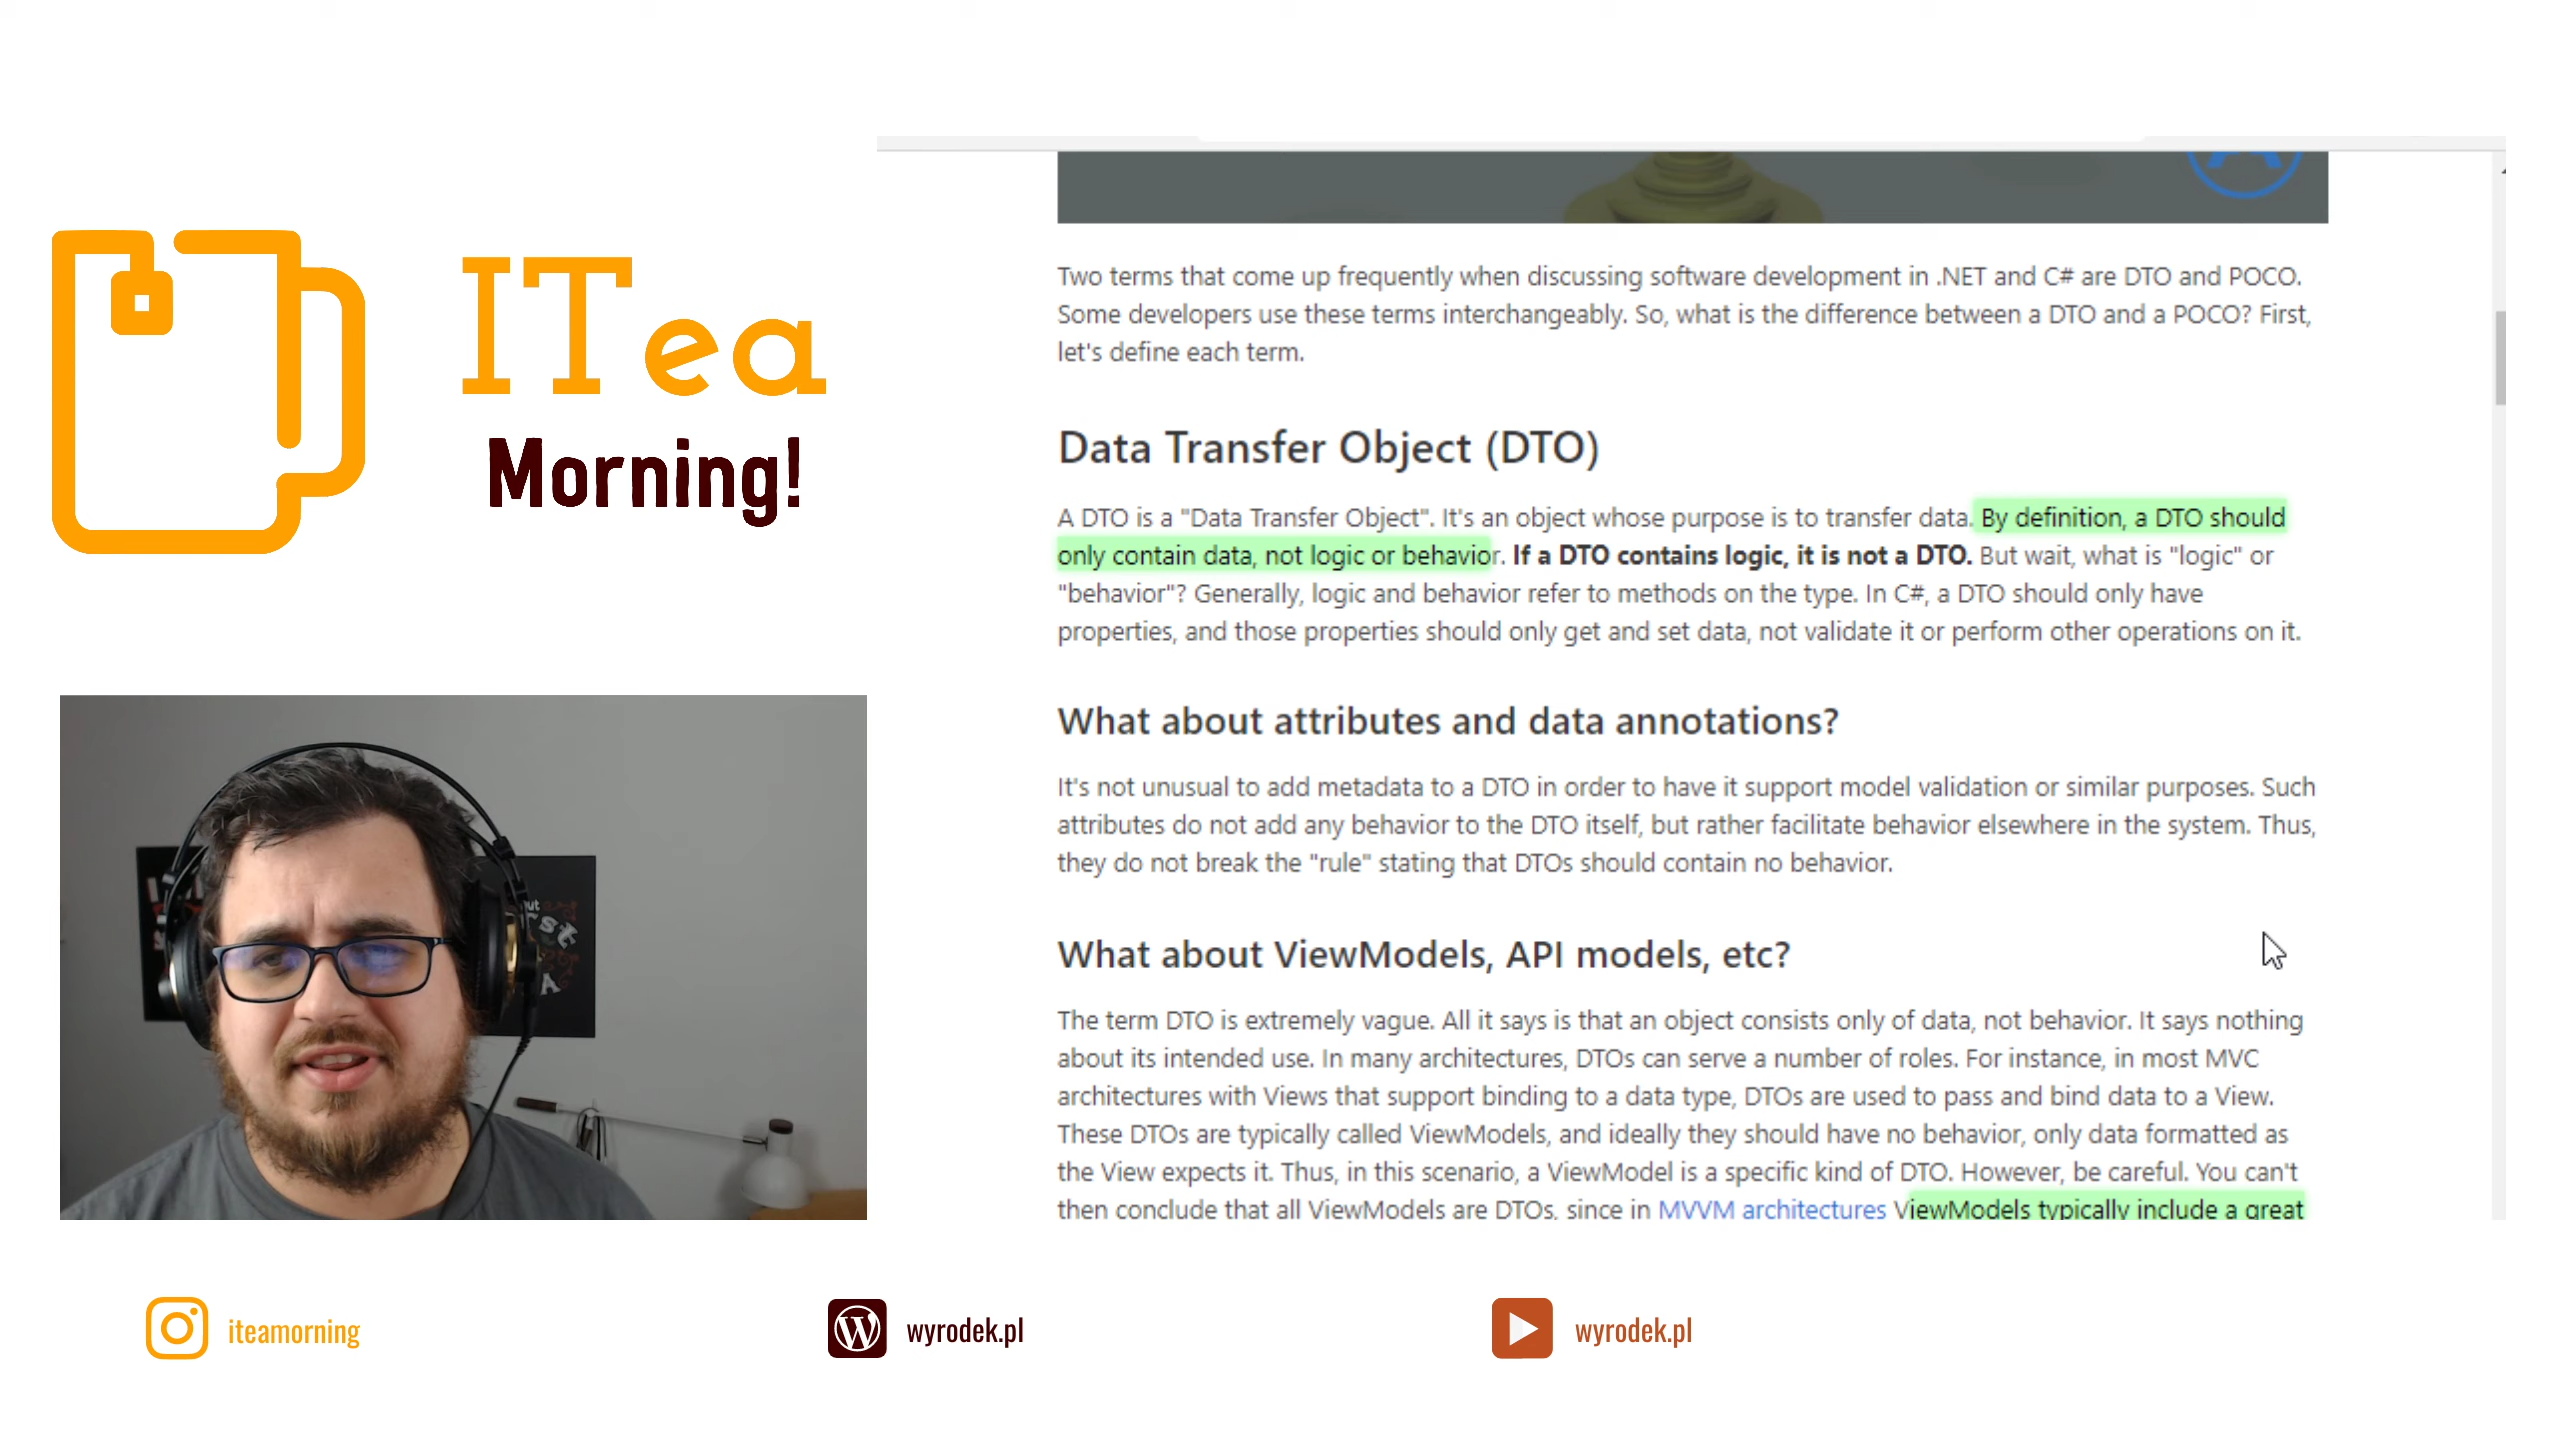 ITea
Morning!
Two terms that come up frequently when discussing software development in .NET and C# are DTO and POCO.
Some developers use these terms interchangeably. So, what is the difference between a DTO and a POCO? First,
let's define each term.
Data Transfer Object (DTO)
A DTO is a "Data Transfer Object". It's an object whose purpose is to transfer data. By definition, a DTO should
only contain data, not logic or behavior. If a DTO contains logic, it is not a DTO. But wait, what is "logic" or
"behavior"? Generally, logic and behavior refer to methods on the type. In C#, a DTO should only have
properties, and those properties should only get and set data, not validate it or perform other operations on it.
What about attributes and data annotations?
It's not unusual to add metadata to a DTO in order to have it support model validation or similar purposes. Such
attributes do not add any behavior to the DTO itself, but rather facilitate behavior elsewhere in the system. Thus,
they do not break the "rule" stating that DTOs should contain no behavior.
What about ViewModels, API models, etc?
The term DTO is extremely vague. All it says is that an object consists only of data, not behavior. It says nothing
about its intended use. In many architectures, DTOs can serve a number of roles. For instance, in most MVC
architectures with Views that support binding to a data type, DTOs are used to pass and bind data to a View.
These DTOs are typically called ViewModels, and ideally they should have no behavior, only data formatted as
the View expects it. Thus, in this scenario, a ViewModel is a specific kind of DTO. However, be careful. You can't
then conclude that all ViewModels are DTOs, since in MVVM architectures ViewModels typically include a great
iteamorning
wyrodek.pl
wyrodek.pl